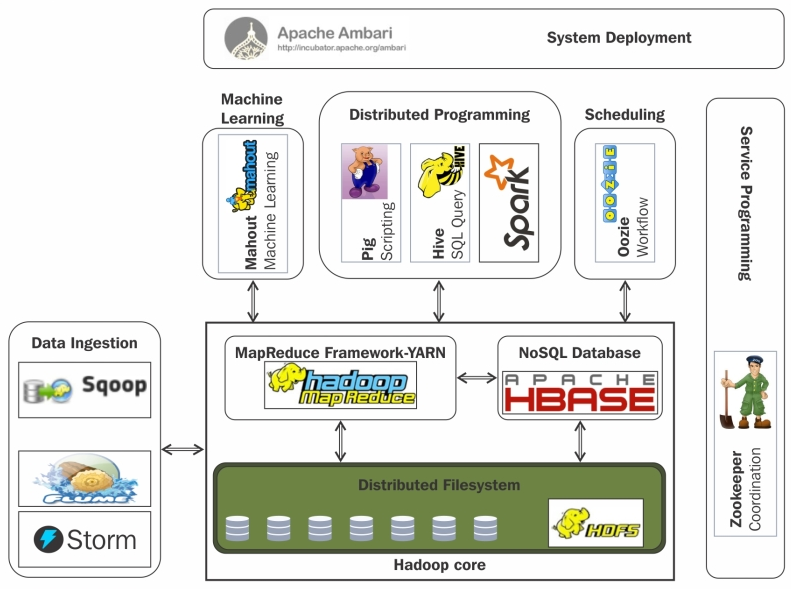 Apache Ambari
http://incubator.apache.org/ambari
System Deployment
Machine
Learning
mahout
Mahout
Machine Learning
Distributed Programming
Pig
Scripting
HIVE
Hive
SQL Query
Spark
Scheduling
OOZIE
Oozie
Workflow
Service Programming
Zookeeper
Coordination
Data Ingestion
Sqoop
FLUME
Storm
MapReduce Framework-YARN
hadoop
Map Reduce
NoSQL Database
APACHE
HBASE
Distributed Filesystem
HDFS
Hadoop core